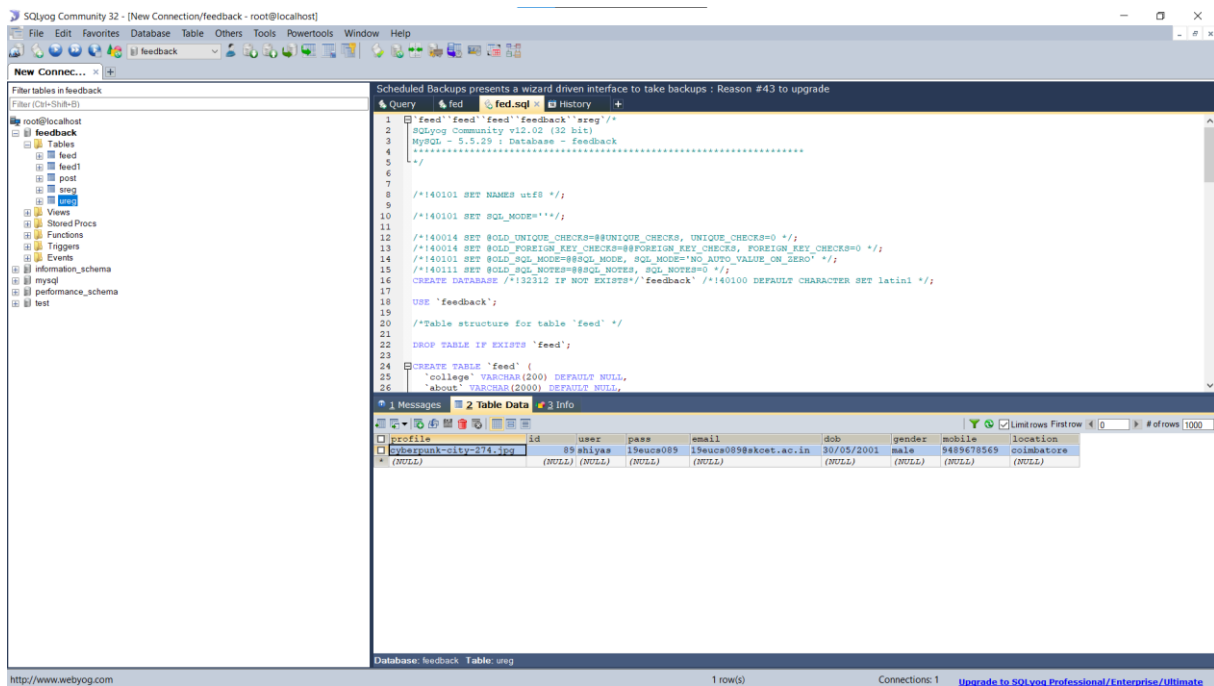 SQLyog Community 32 - [New Connection/feedback - root@localhost]
File Edit Favorites Database Table Others Tools Powertools Window Help
feedback
New Connec... × +
Filter tables in feedback
Filter (Ctrl+Shift+B)
root@localhost
feedback
Tables
feed
feed1
post
sreg
ureg
Views
Stored Procs
Functions
Triggers
Events
information_schema
mysql
performance_schema
test
Scheduled Backups presents a wizard driven interface to take backups : Reason #43 to upgrade
Query fed fed.sql × History +
1 `feed``feed``feed``feedback``sreg`/*
2 SQLyog Community v12.02 (32 bit)
3 MySQL - 5.5.29 : Database - feedback
4 *********************************************************************
5 */
6
7
8 /*!40101 SET NAMES utf8 */;
9
10 /*!40101 SET SQL_MODE=''*/;
11
12 /*!40014 SET @OLD_UNIQUE_CHECKS=@@UNIQUE_CHECKS, UNIQUE_CHECKS=0 */;
13 /*!40014 SET @OLD_FOREIGN_KEY_CHECKS=@@FOREIGN_KEY_CHECKS, FOREIGN_KEY_CHECKS=0 */;
14 /*!40101 SET @OLD_SQL_MODE=@@SQL_MODE, SQL_MODE='NO_AUTO_VALUE_ON_ZERO' */;
15 /*!40111 SET @OLD_SQL_NOTES=@@SQL_NOTES, SQL_NOTES=0 */;
16 CREATE DATABASE /*!32312 IF NOT EXISTS*/`feedback` /*!40100 DEFAULT CHARACTER SET latin1 */;
17
18 USE `feedback`;
19
20 /*Table structure for table `feed` */
21
22 DROP TABLE IF EXISTS `feed`;
23
24 CREATE TABLE `feed` (
25 `college` VARCHAR(200) DEFAULT NULL,
26 `about` VARCHAR(2000) DEFAULT NULL,
1 Messages 2 Table Data 3 Info
Limit rows First row 0 # of rows 1000
profile id user pass email dob gender mobile location
cyberpunk-city-274.jpg 89 shiyas 19eucs089 19eucs089@skcet.ac.in 30/05/2001 male 9489678569 coimbatore
* (NULL) (NULL) (NULL) (NULL) (NULL) (NULL) (NULL) (NULL) (NULL)
Database: feedback Table: ureg
http://www.webyog.com 1 row(s) Connections: 1 Upgrade to SQLyog Professional/Enterprise/Ultimate